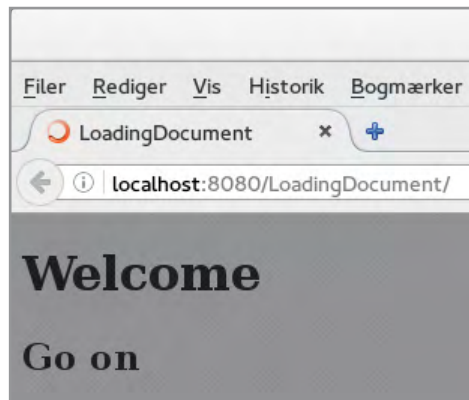 Filer Rediger Vis Historik Bogmærker
LoadingDocument
localhost:8080/LoadingDocument/
Welcome
Go on